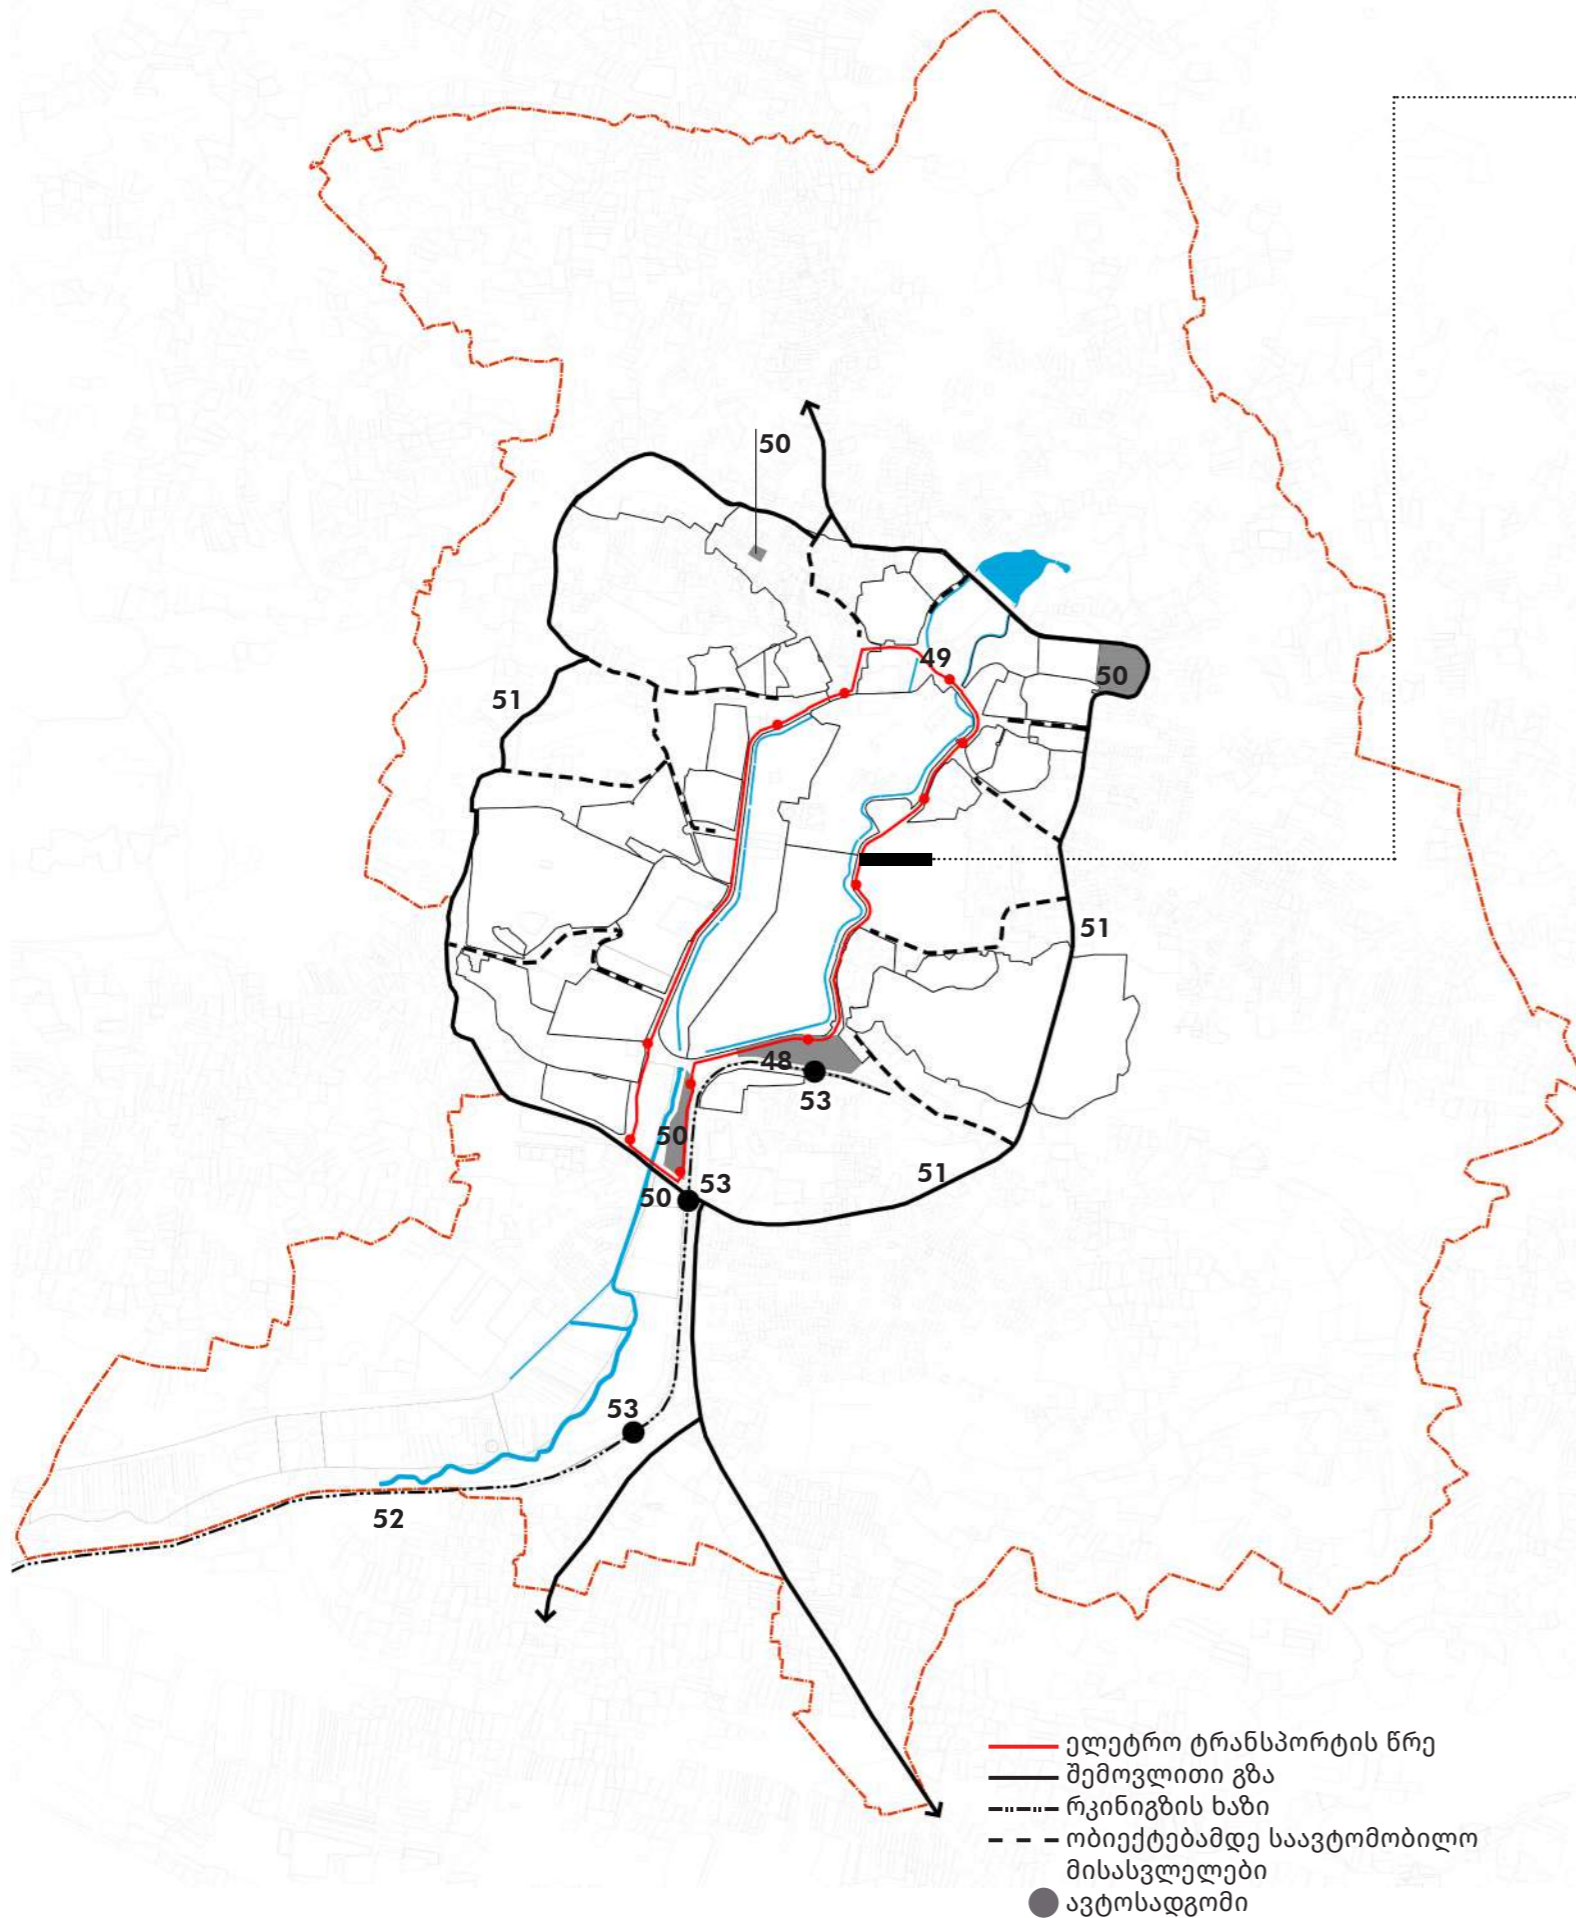 50
49
50
51
51
48
53
50
51
53
50
53
52
ელეტრო ტრანსპორტის წრე
შემოვლითი გზა
რკინიგზის ხაზი
ობიექტებამდე საავტომობილო
მისასვლელები
ავტოსადგომი